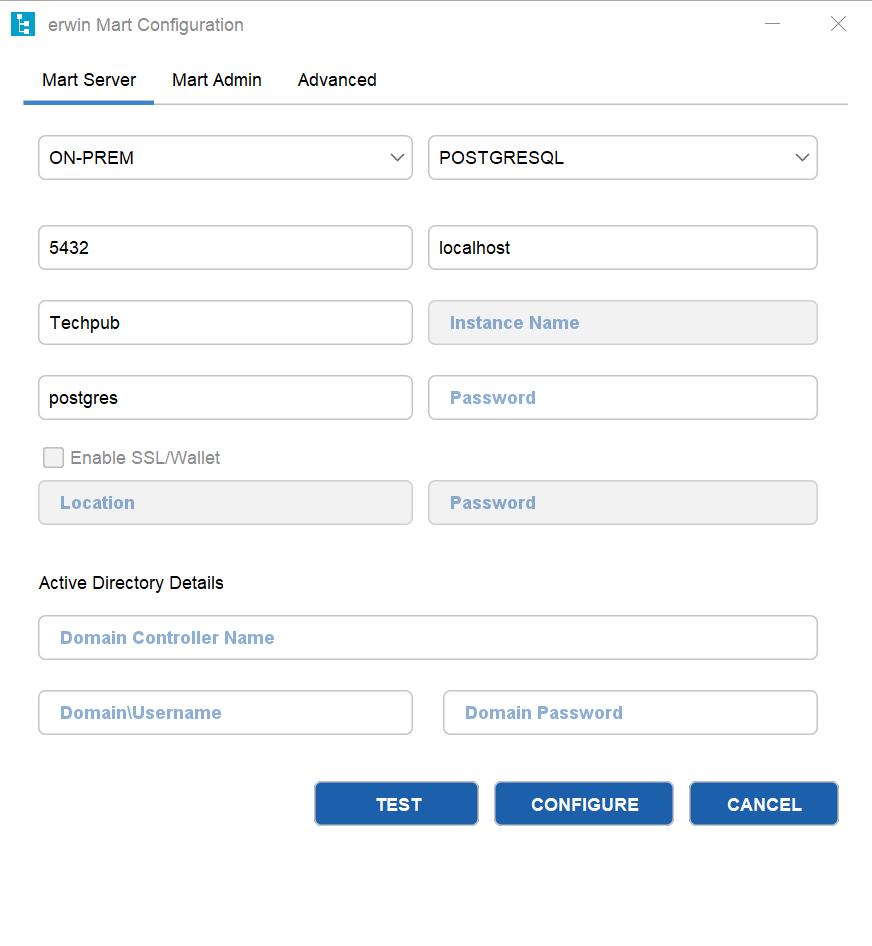 erwin Mart Configuration
Mart Server Mart Admin Advanced
ON-PREM POSTGRESQL
5432 localhost
Techpub Instance Name
postgres Password
Enable SSL/Wallet
Location Password
Active Directory Details
Domain Controller Name
Domain\Username Domain Password
TEST CONFIGURE CANCEL